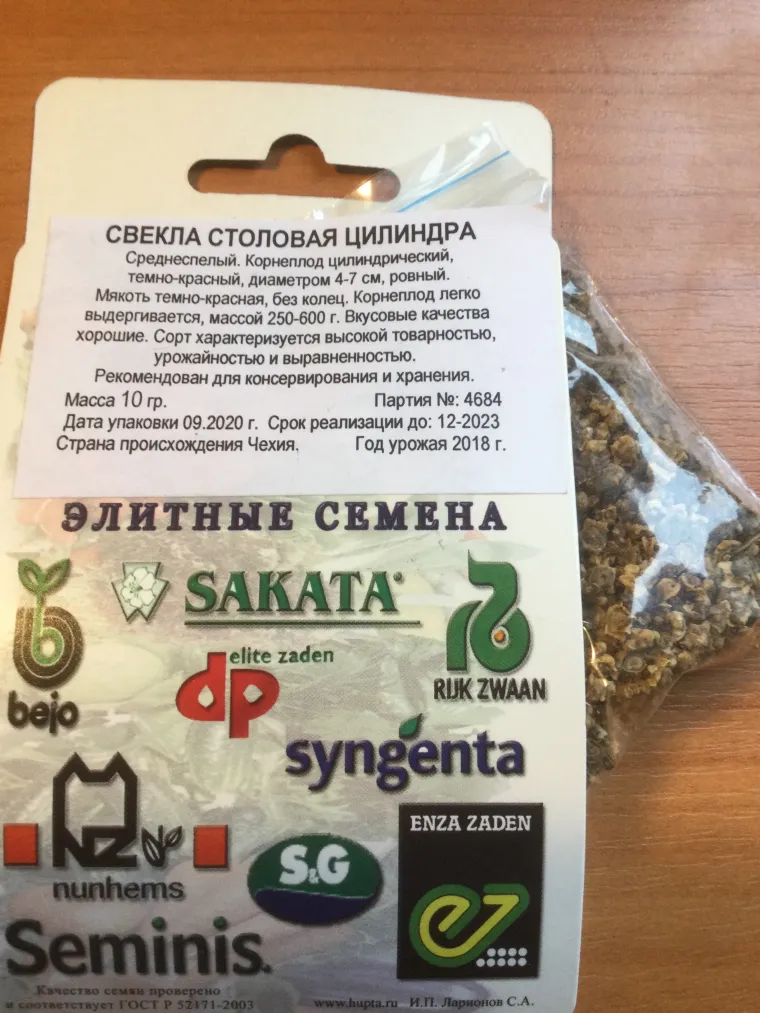 СВЕКЛА СТОЛОВАЯ ЦИЛИНДРА
Среднеспелый. Корнеплод цилиндрический,
темно-красный, диаметром 4-7 см, ровный.
Мякоть темно-красная, без колец. Корнеплод легко
выдергивается, массой 250-600 г. Вкусовые качества
хорошие. Сорт характеризуется высокой товарностью,
урожайностью и выравненностью.
Рекомендован для консервирования и хранения.
Масса 10 гр. Партия №: 4684
Дата упаковки 09.2020 г. Срок реализации до: 12-2023
Страна происхождения Чехия. Год урожая 2018 г.
ЭЛИТНЫЕ СЕМЕНА
bejo
SAKATA®
RIJK ZWAAN
elite zaden
dp
syngenta
NZ
nunhems
S&G
ENZA ZADEN
Seminis.
Качество семян проверено
и соответствует ГОСТ Р 52171-2003
www.hupta.ru И.П. Ларионов С.А.